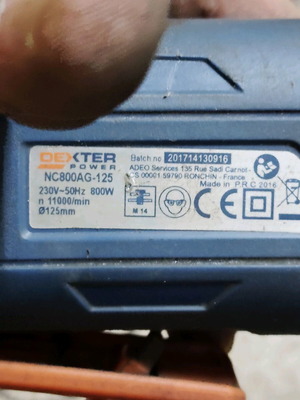 DEXTER
POWER
NC800AG-125
230V~50Hz 800W
n 11000/min
Ø125mm
Batch no 201714130916
ADEO Services 135 Rue Sadi Carnot -
CS 00001 59790 RONCHIN - France
Made in P.R.C 2016
M 14
CE